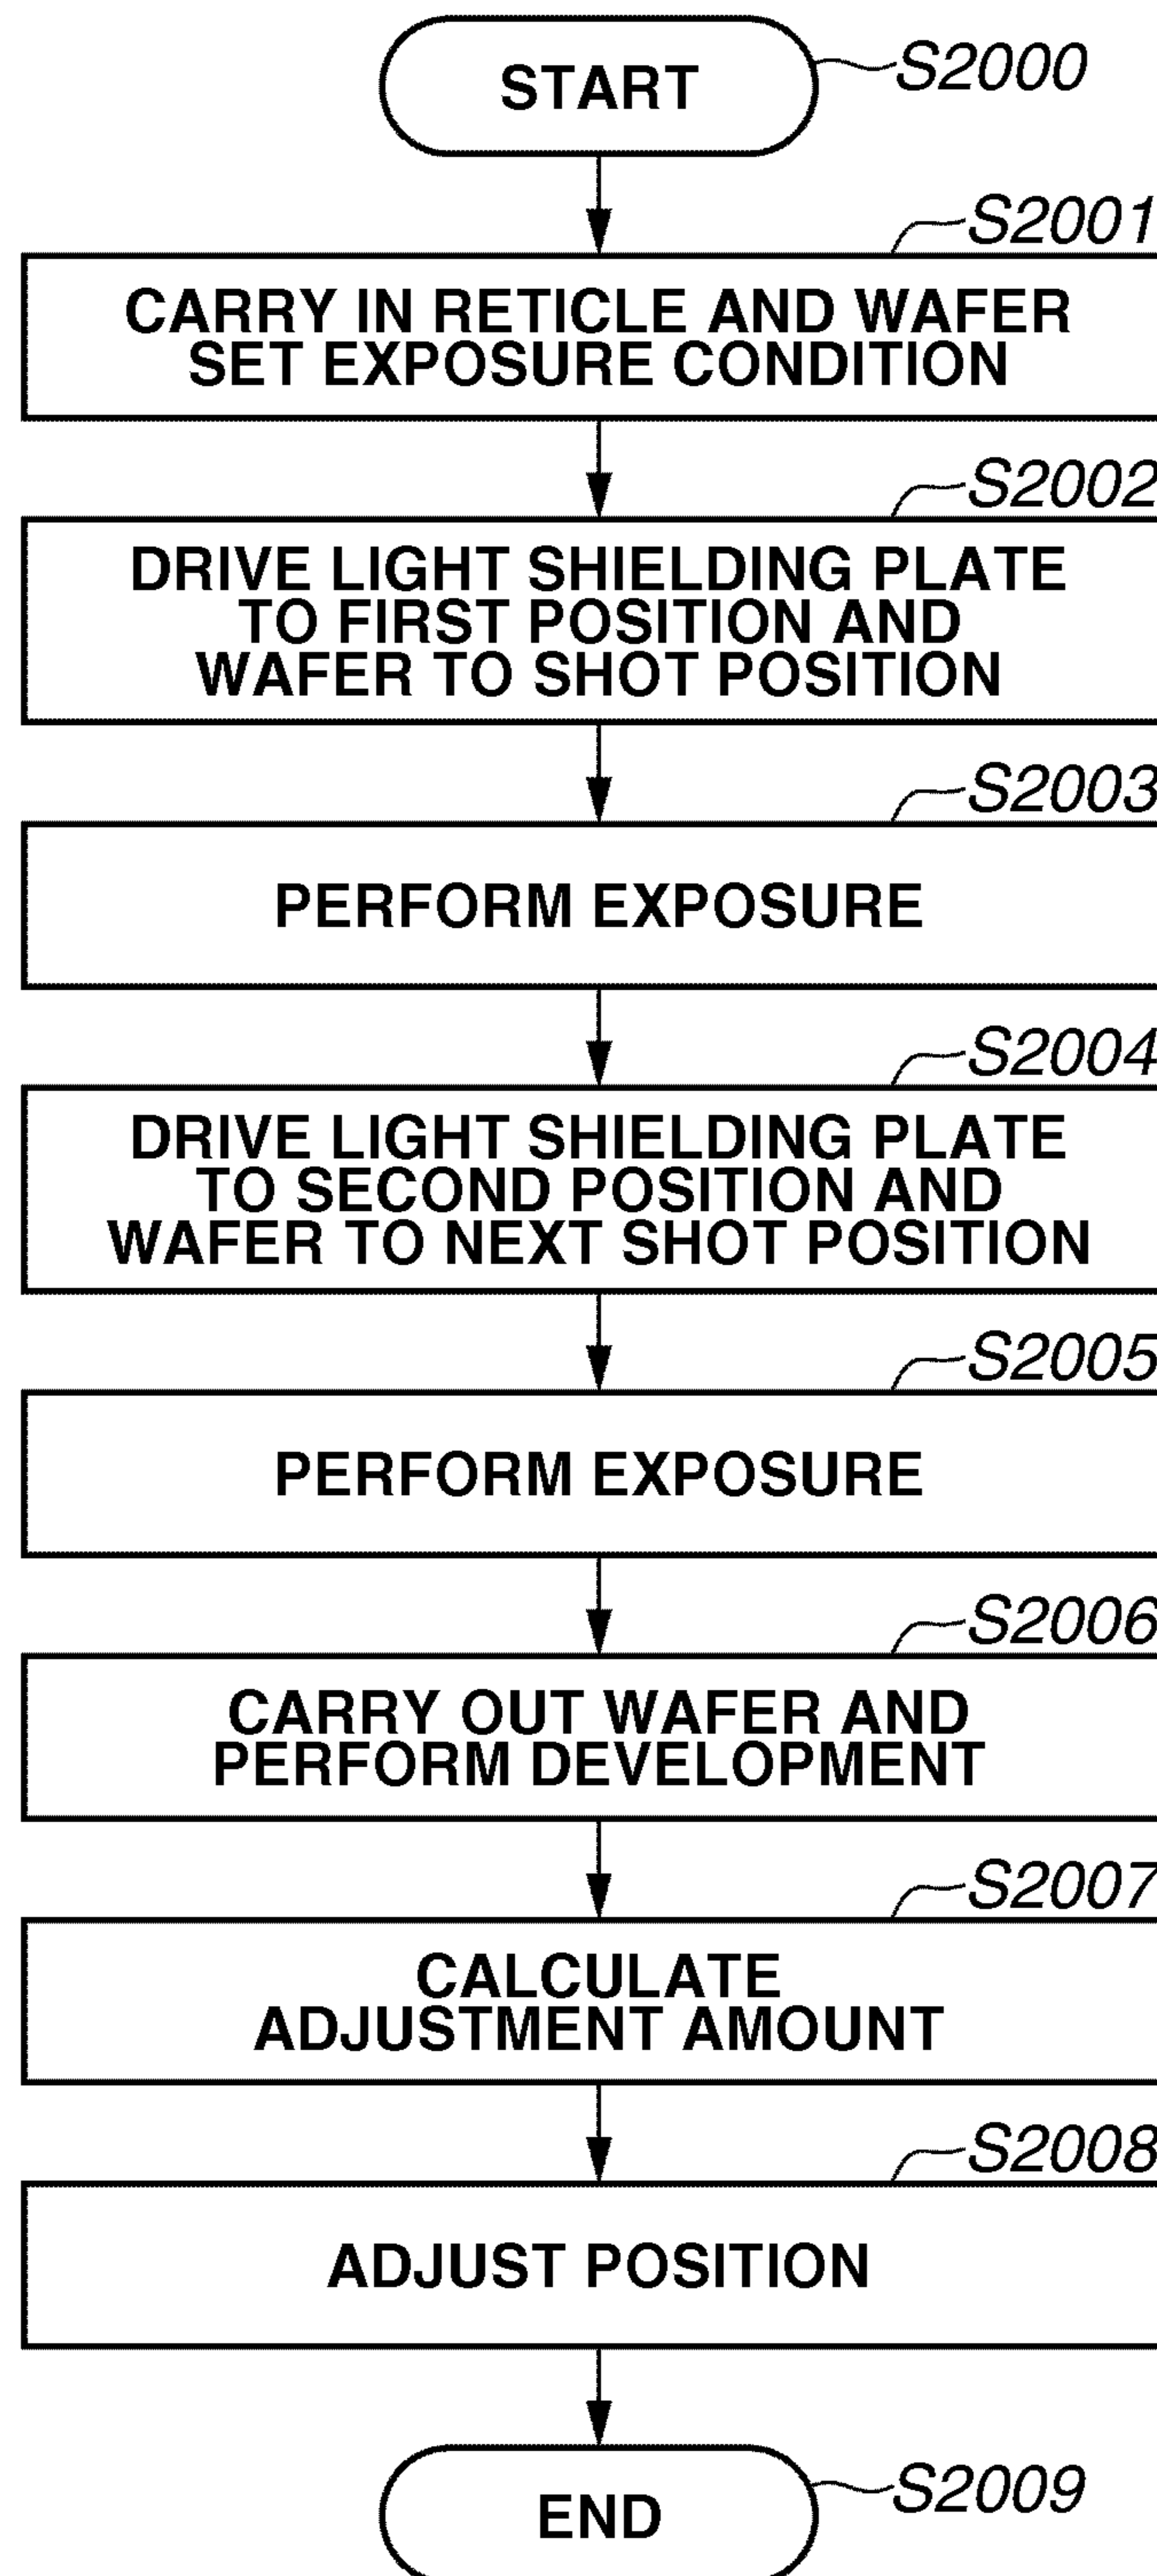 START
S2000
S2001
CARRY IN RETICLE AND WAFER
SET EXPOSURE CONDITION
S2002
DRIVE LIGHT SHIELDING PLATE
TO FIRST POSITION AND
WAFER TO SHOT POSITION
S2003
PERFORM EXPOSURE
S2004
DRIVE LIGHT SHIELDING PLATE
TO SECOND POSITION AND
WAFER TO NEXT SHOT POSITION
S2005
PERFORM EXPOSURE
S2006
CARRY OUT WAFER AND
PERFORM DEVELOPMENT
S2007
CALCULATE
ADJUSTMENT AMOUNT
S2008
ADJUST POSITION
END
S2009